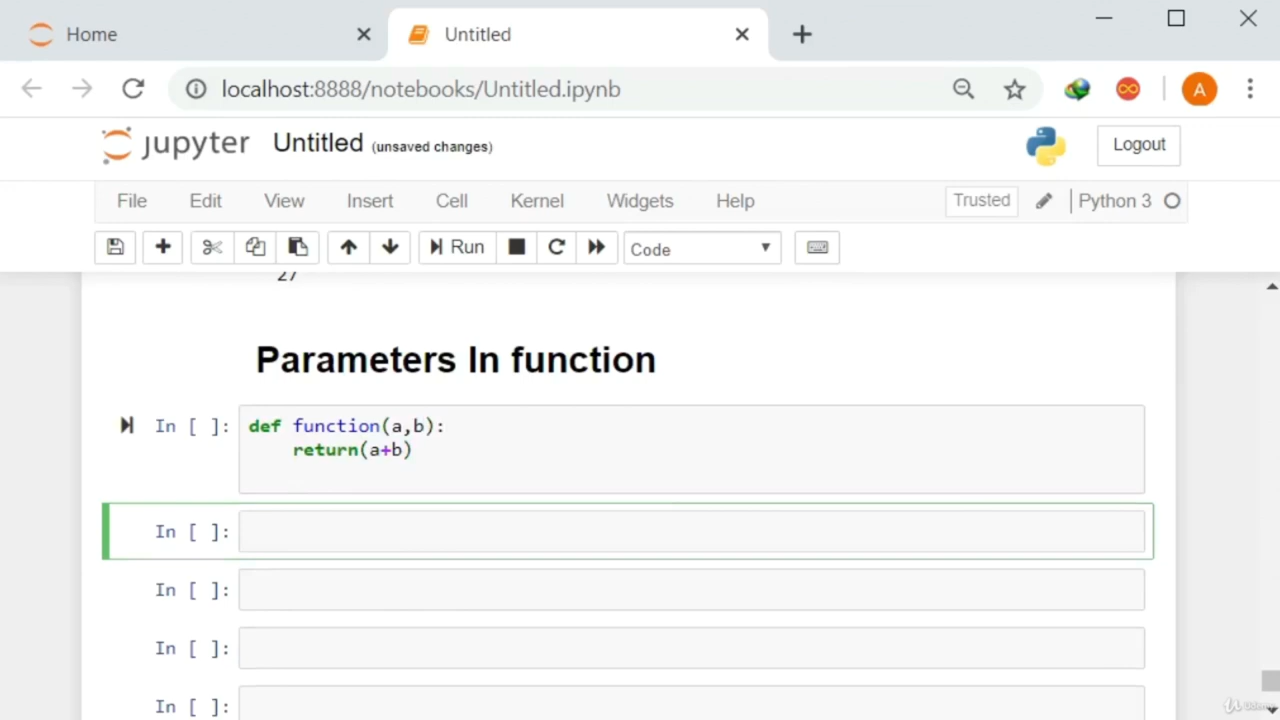 Home
Untitled
localhost:8888/notebooks/Untitled.ipynb
A
jupyter Untitled (unsaved changes)
Logout
File Edit View Insert Cell Kernel Widgets Help
Trusted Python 3
Run Code
27
Parameters In function
In [ ]: def function(a,b):
return(a+b)
In [ ]:
In [ ]:
In [ ]:
In [ ]: